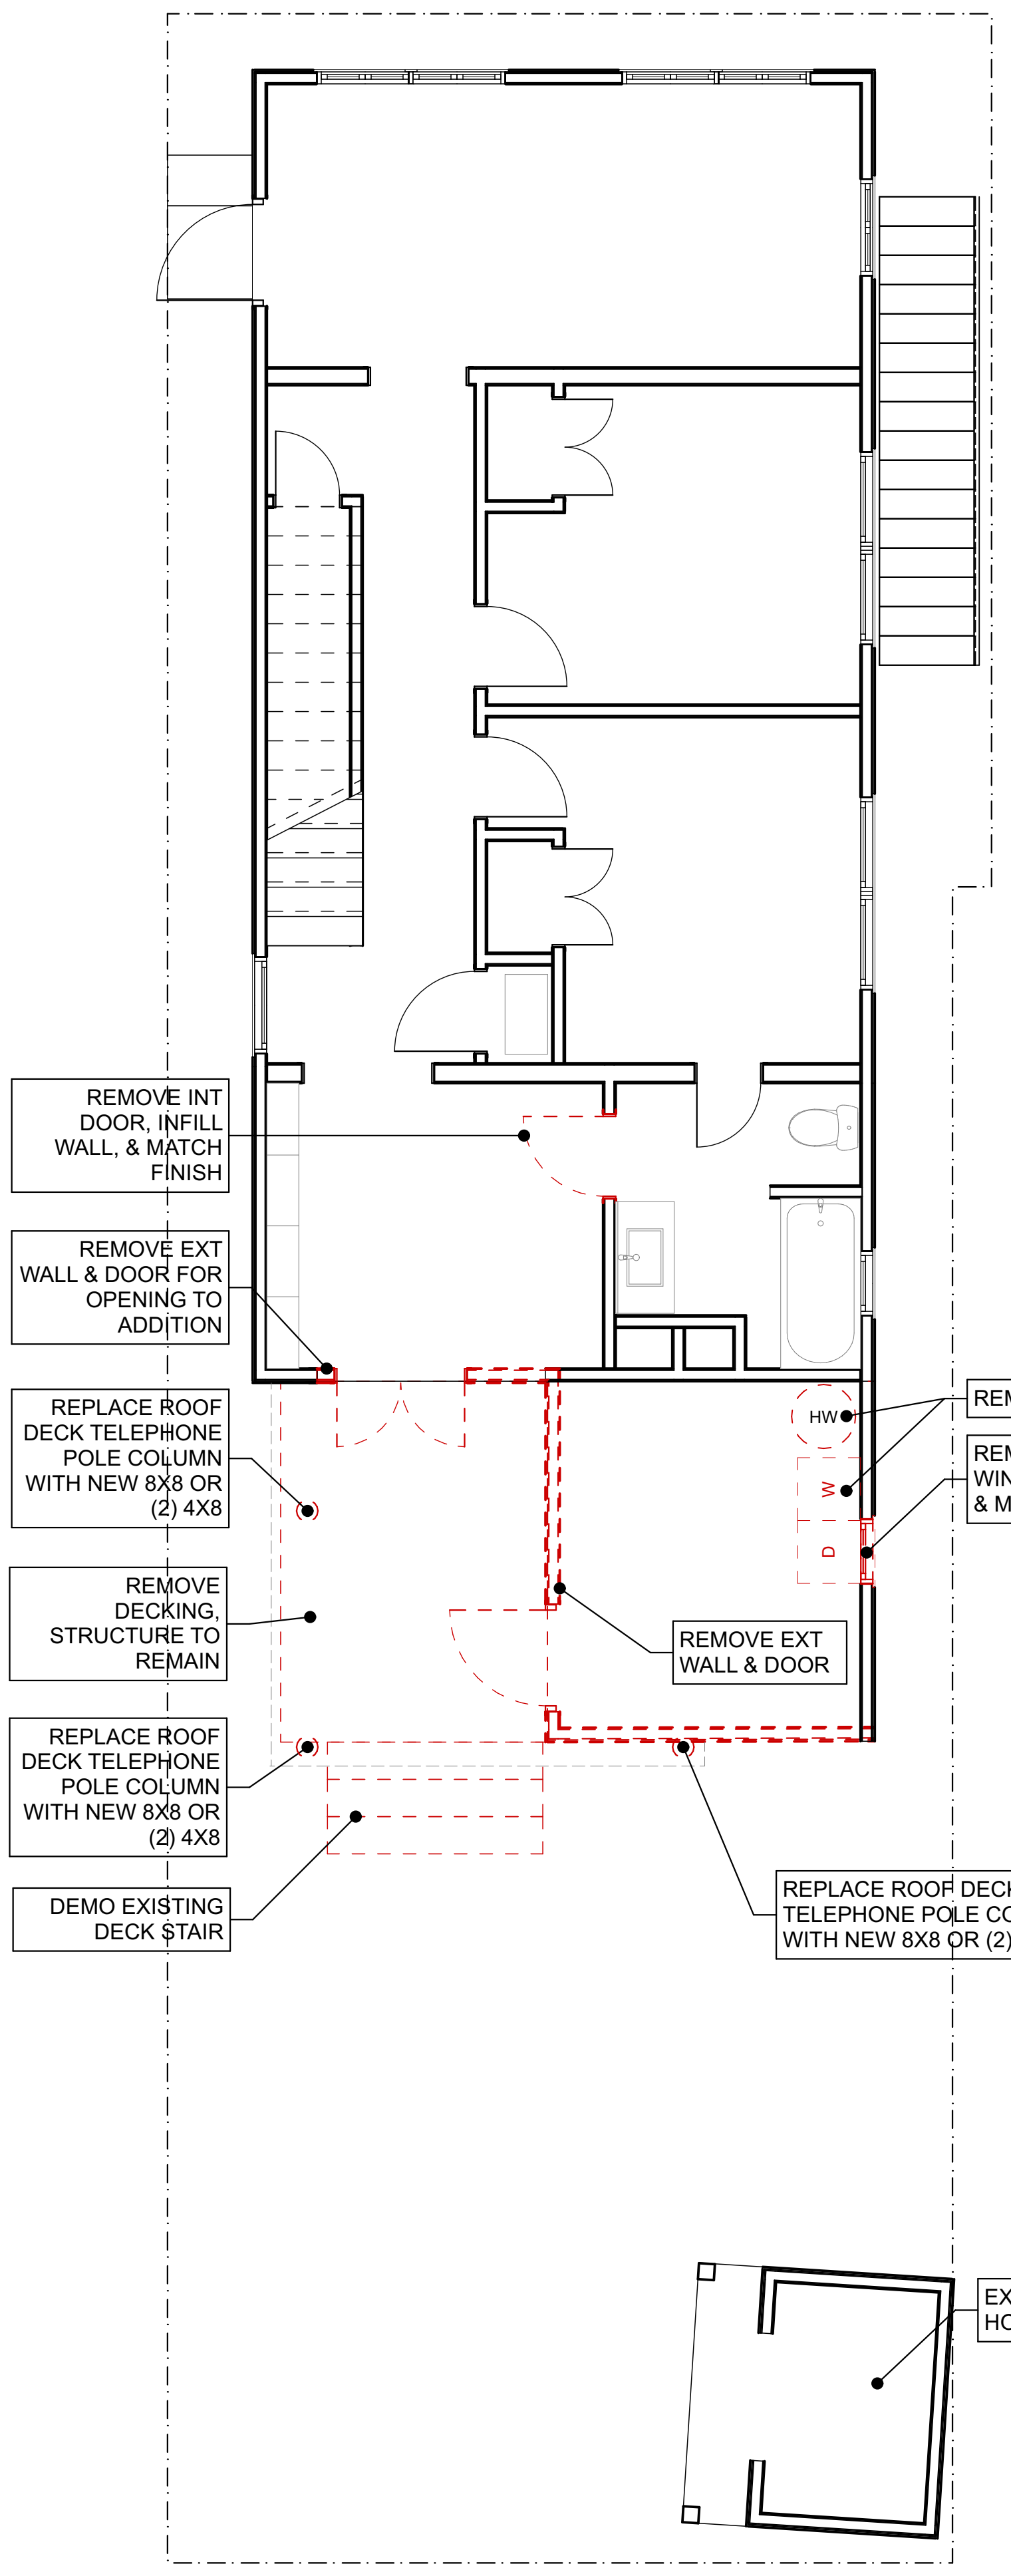 REMOVE INT
DOOR, INFILL
WALL, & MATCH
FINISH
REMOVE EXT
WALL & DOOR FOR
OPENING TO
ADDITION
REPLACE ROOF
DECK TELEPHONE
POLE COLUMN
WITH NEW 8X8 OR
(2) 4X8
HW
W
D
REMOVE
DECKING,
STRUCTURE TO
REMAIN
REMOVE EXT
WALL & DOOR
REPLACE ROOF
DECK TELEPHONE
POLE COLUMN
WITH NEW 8X8 OR
(2) 4X8
DEMO EXISTING
DECK STAIR
REPLACE ROOF DECK
TELEPHONE POLE
WITH NEW 8X8 OR (2)